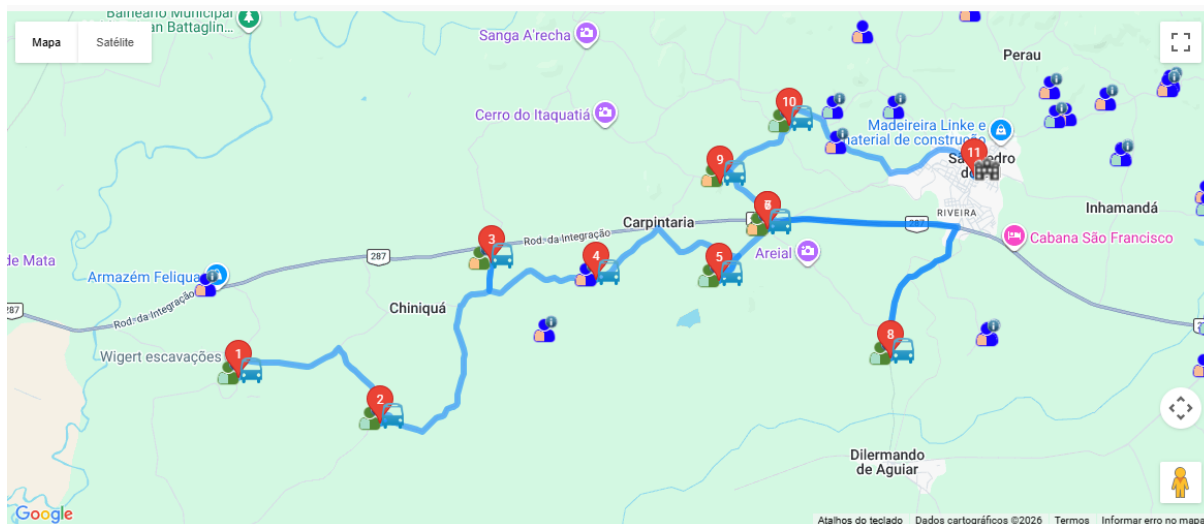 Balneário Municipal
an Battaglin...
Mapa
Satélite
Sanga A'recha
Perau
Cerro do Itaquatiá
10
Madeireira Linke e
material de construção
9
11
RIVEIRA
Carpintaria
287
Inhamandá
3
Rod. da Integração
Cabana São Francisco
de Mata
287
4
5
Areial
Armazém Feliqua
287
Rod. da Integração
Chiniquá
Wigert escavações
1
8
2
Dilermando
de Aguiar
Google
Atalhos do teclado
Dados cartográficos ©2026
Termos
Informar erro no mapa